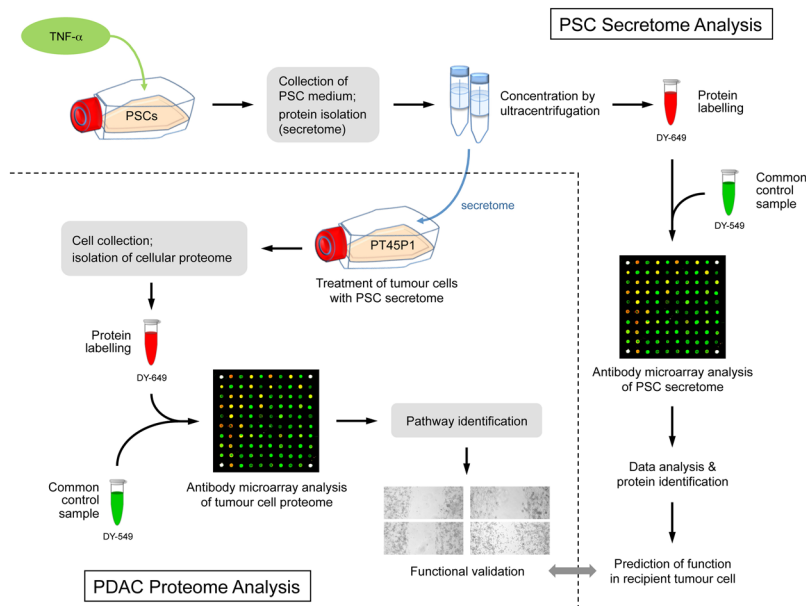 PSC Secretome Analysis
TNF-α
PSCs
Collection of
PSC medium;
protein isolation
(secretome)
Concentration by
ultracentrifugation
Protein
labelling
DY-649
Common
control
sample
DY-549
Antibody microarray analysis
of PSC secretome
Data analysis &
protein identification
Prediction of function
in recipient tumour cell
secretome
PT45P1
Treatment of tumour cells
with PSC secretome
Cell collection;
isolation of cellular proteome
Protein
labelling
DY-649
Common
control
sample
DY-549
Antibody microarray analysis
of tumour cell proteome
Pathway identification
Functional validation
PDAC Proteome Analysis